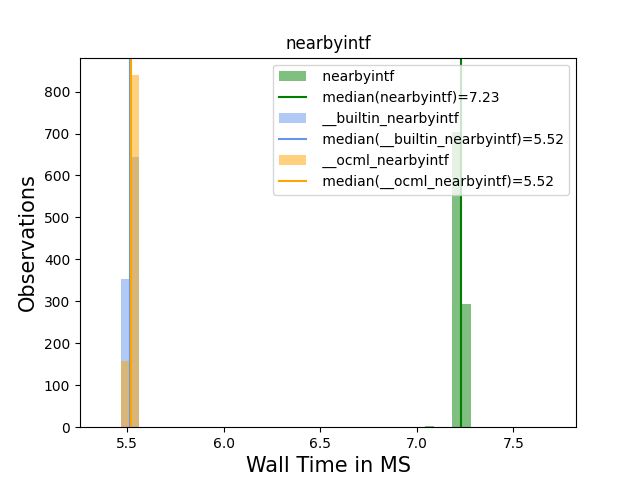 nearbyintf
nearbyintf
median(nearbyintf)=7.23
__builtin_nearbyintf
median(__builtin_nearbyintf)=5.52
__ocml_nearbyintf
median(__ocml_nearbyintf)=5.52
800
700
600
500
400
300
200
100
0
Observations
5.5 6.0 6.5 7.0 7.5
Wall Time in MS